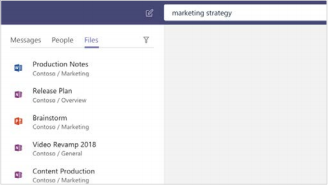 marketing strategy
Messages People Files
Production Notes
Contoso / Marketing
Release Plan
Contoso / Overview
Brainstorm
Contoso / Marketing
Video Revamp 2018
Contoso / General
Content Production
Contoso / Marketing